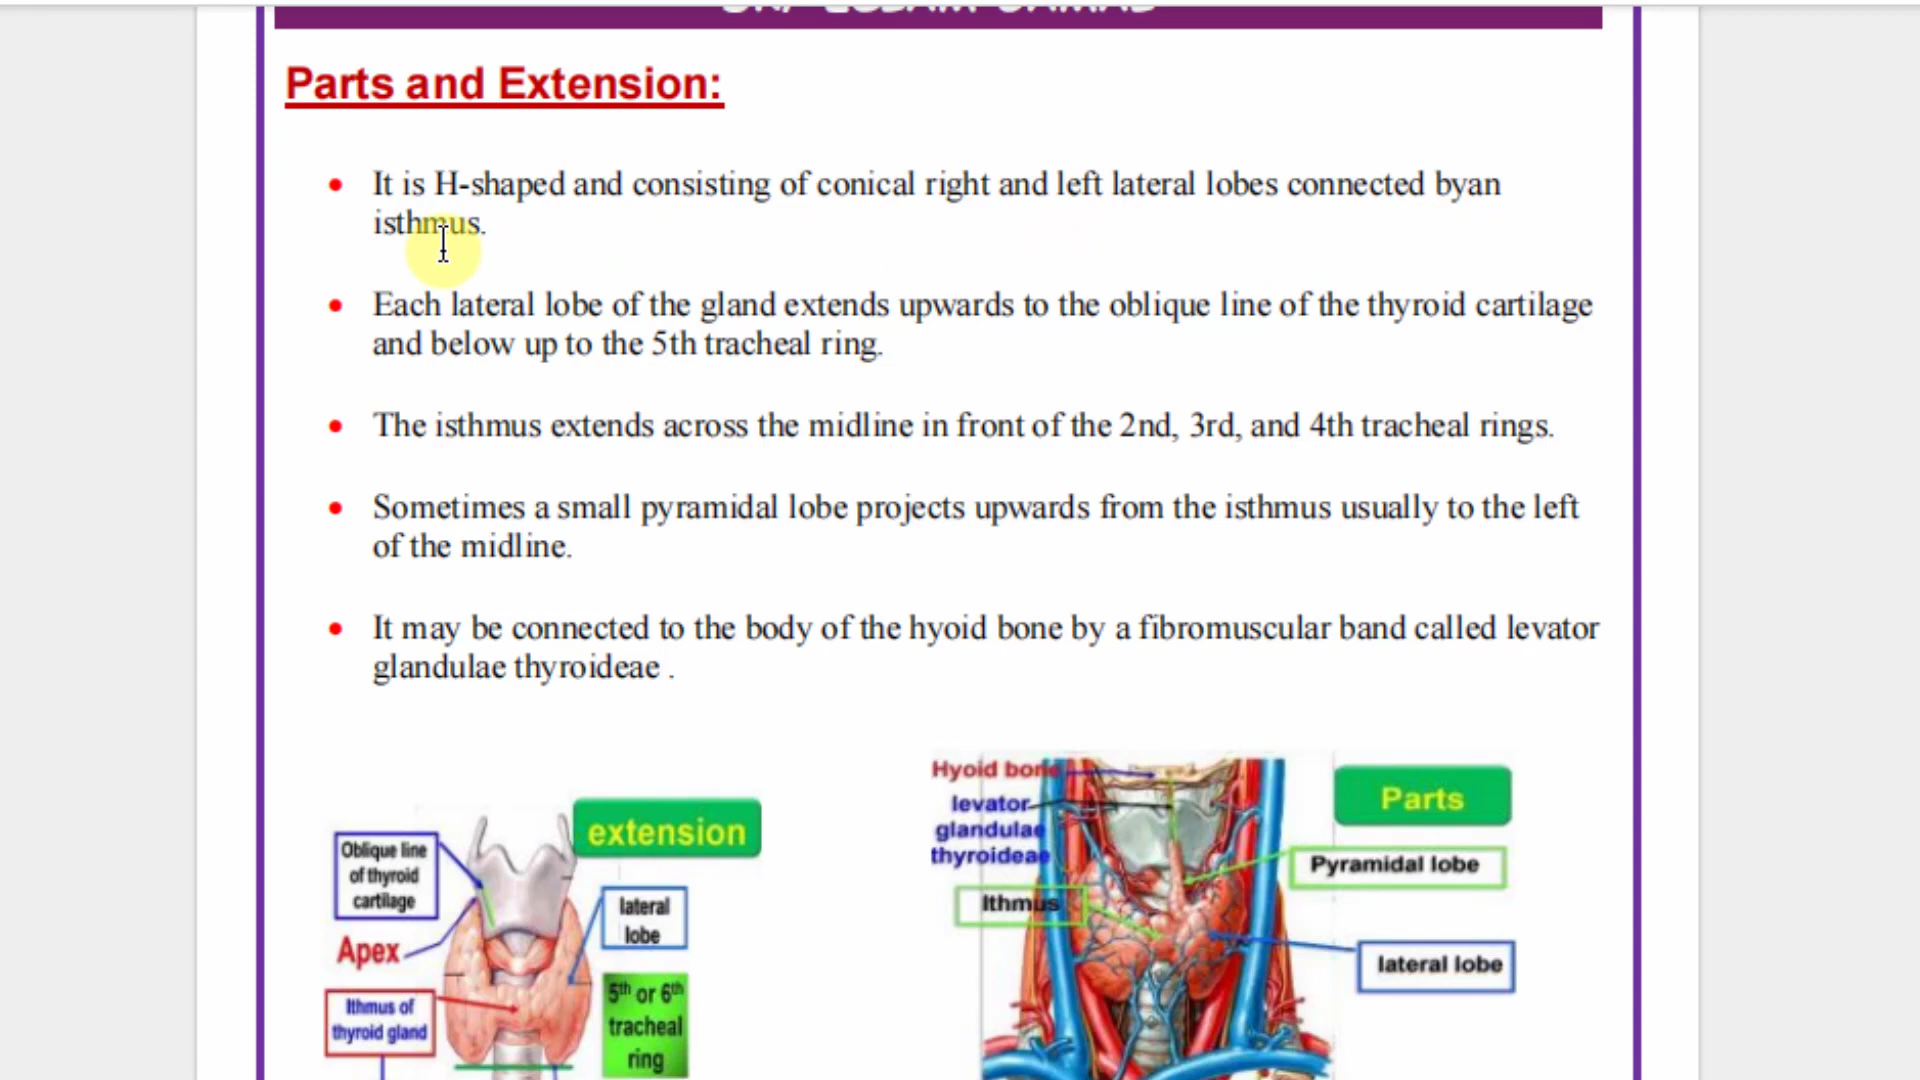 Parts and Extension:
• It is H-shaped and consisting of conical right and left lateral lobes connected byan
isthmus.
• Each lateral lobe of the gland extends upwards to the oblique line of the thyroid cartilage
and below up to the 5th tracheal ring.
• The isthmus extends across the midline in front of the 2nd, 3rd, and 4th tracheal rings.
• Sometimes a small pyramidal lobe projects upwards from the isthmus usually to the left
of the midline.
• It may be connected to the body of the hyoid bone by a fibromuscular band called levator
glandulae thyroideae .
extension
Oblique line
of thyroid
cartilage
Apex
Ithmus of
thyroid gland
lateral
lobe
5th or 6th
tracheal
ring
Hyoid bone
levator
glandulae
thyroideae
Ithmus
Parts
Pyramidal lobe
lateral lobe